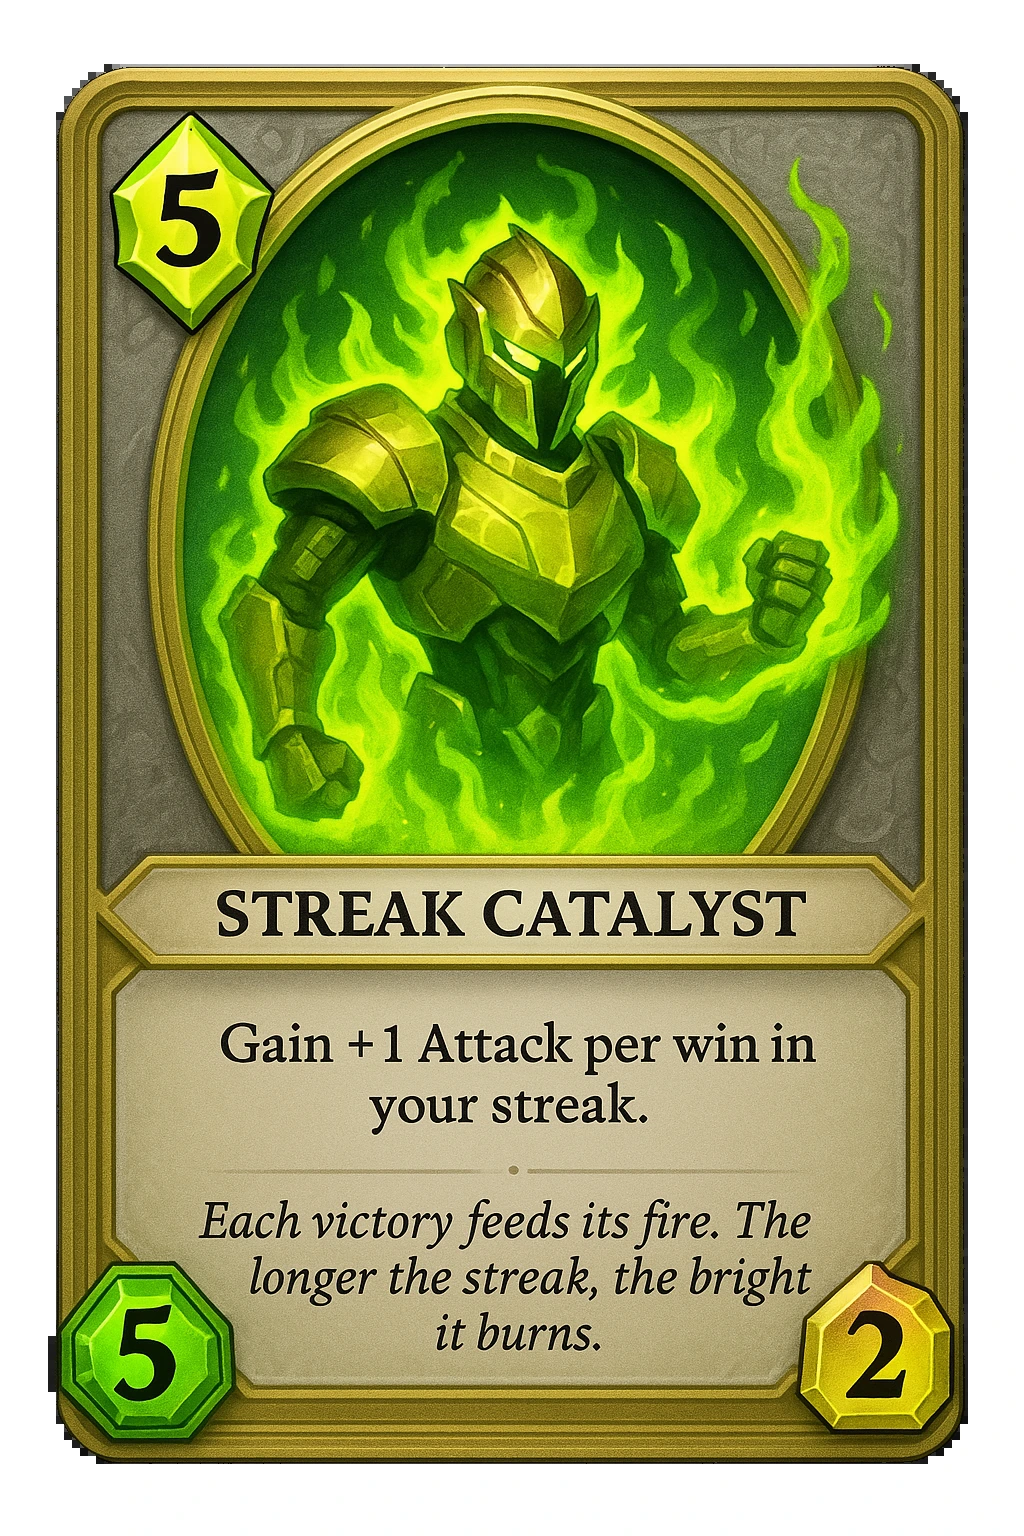 5
STREAK CATALYST
Gain +1 Attack per win in
your streak.
Each victory feeds its fire. The
longer the streak, the bright
it burns.
5
2